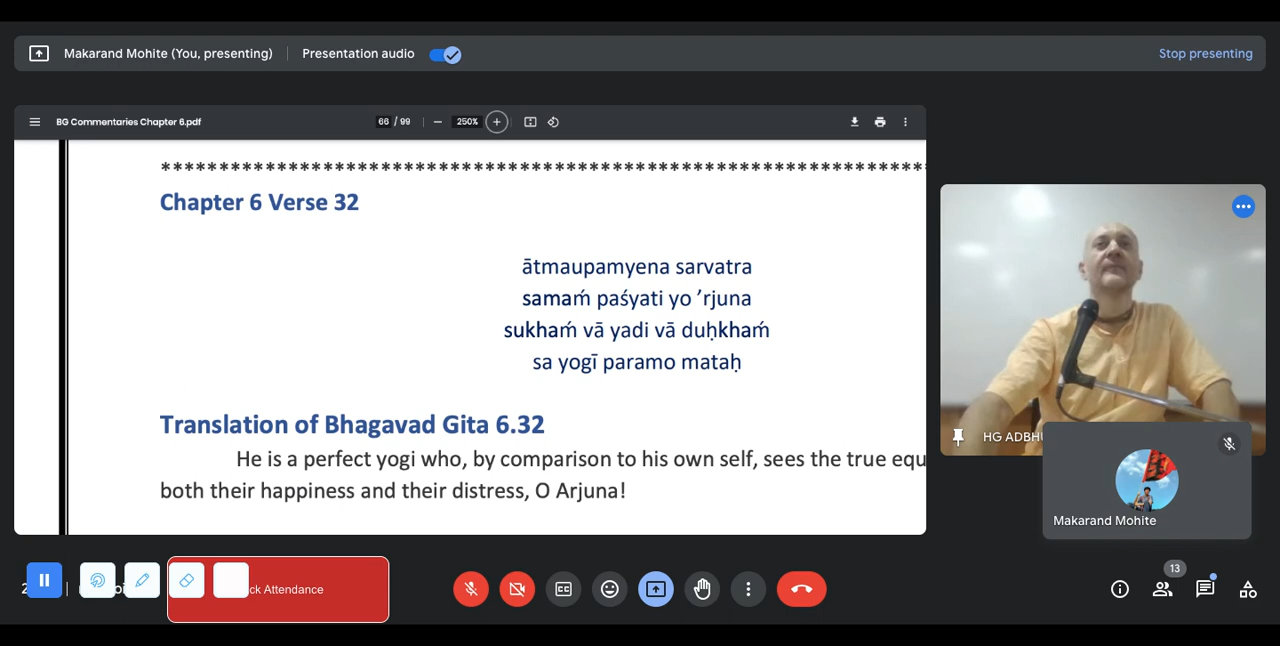 Makarand Mohite (You, presenting)
Presentation audio
Stop presenting
BG Commentaries Chapter 6.pdf
66 / 99
250%
********************************************************************
Chapter 6 Verse 32
ātmaupamyena sarvatra
samaṁ paśyati yo ’rjuna
sukhaṁ vā yadi vā duḥkhaṁ
sa yogī paramo mataḥ
Translation of Bhagavad Gita 6.32
He is a perfect yogi who, by comparison to his own self, sees the true equ
both their happiness and their distress, O Arjuna!
HG ADBHU
Makarand Mohite
ck Attendance
13